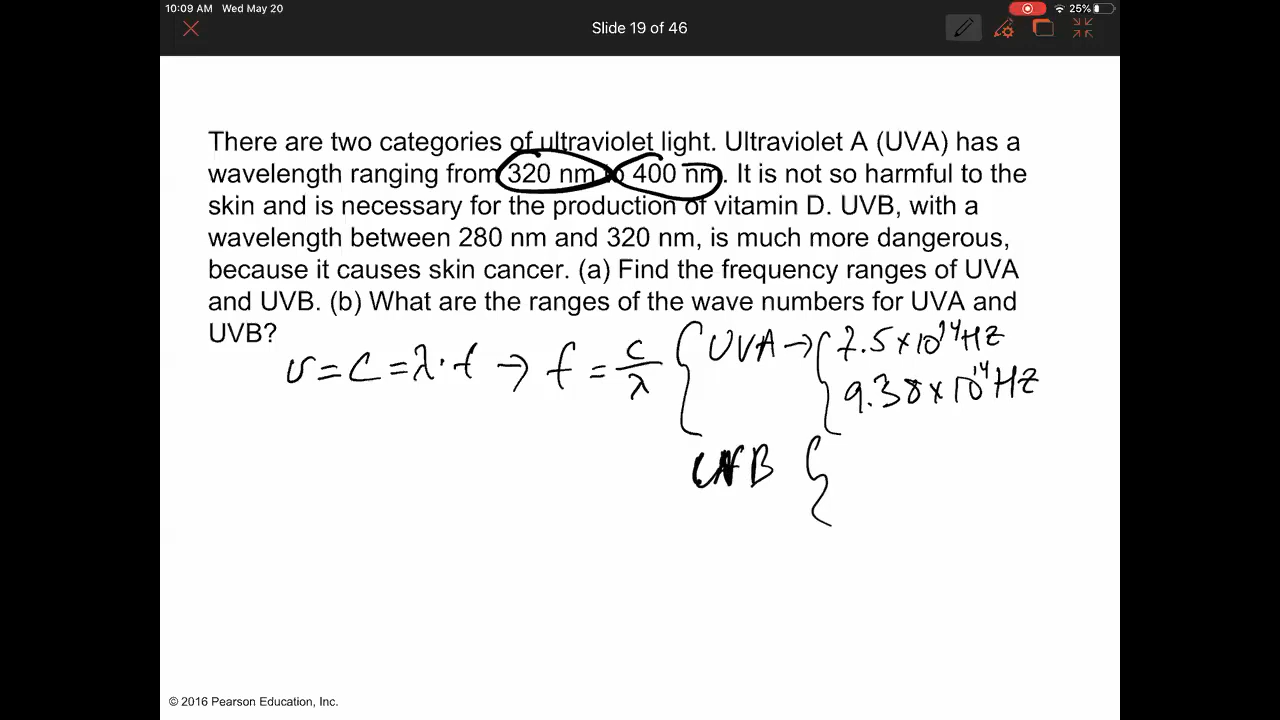 10:09 AM Wed May 20
25%
Slide 19 of 46
There are two categories of ultraviolet light. Ultraviolet A (UVA) has a
wavelength ranging from 320 nm to 400 nm. It is not so harmful to the
skin and is necessary for the production of vitamin D. UVB, with a
wavelength between 280 nm and 320 nm, is much more dangerous,
because it causes skin cancer. (a) Find the frequency ranges of UVA
and UVB. (b) What are the ranges of the wave numbers for UVA and
UVB?
v = c = λ · f → f = c/λ { UVA → { 7.5 × 10^14 Hz
9.38 × 10^14 Hz
UVB {
© 2016 Pearson Education, Inc.